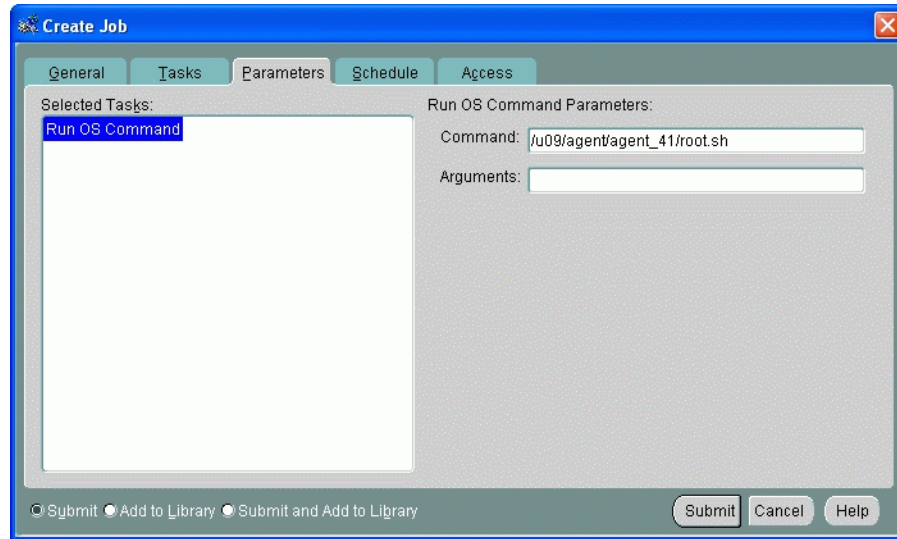 Create Job
General Tasks Parameters Schedule Access
Selected Tasks:
Run OS Command
Run OS Command Parameters:
Command: /u09/agent/agent_41/root.sh
Arguments:
Submit Add to Library Submit and Add to Library
Submit Cancel Help